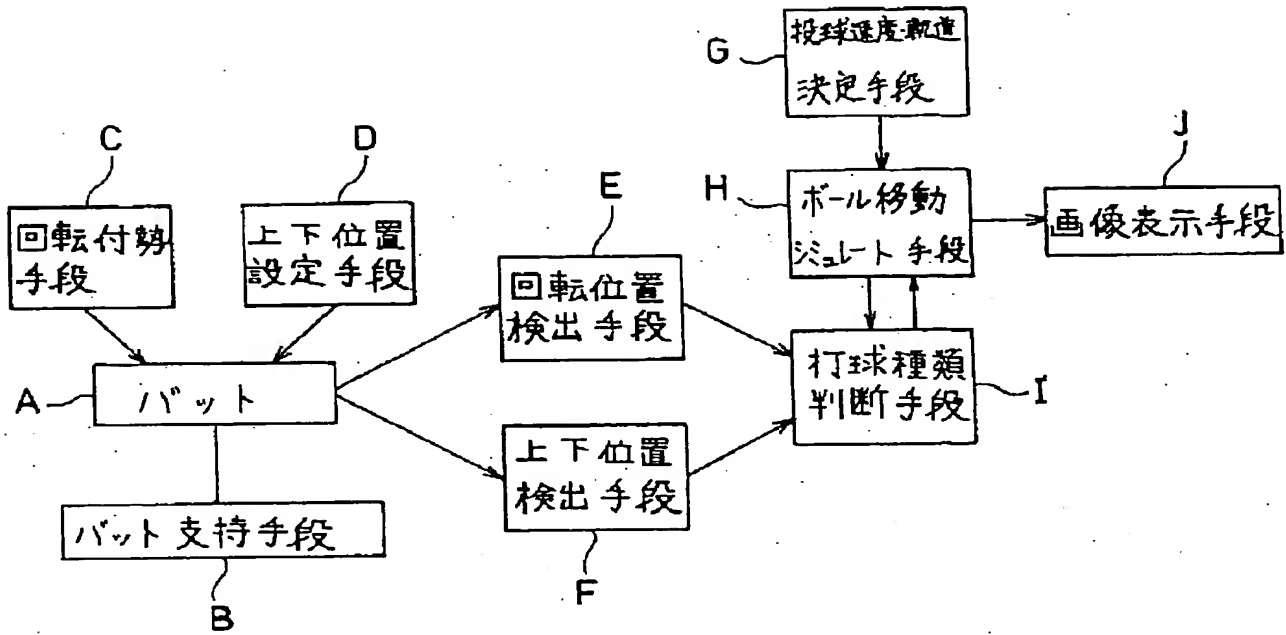 投球速度・軌道
決定手段
G
C
D
E
H
J
ボール移動
シミュレート手段
画像表示手段
回転付勢
手段
上下位置
設定手段
回転位置
検出手段
打球種類
判断手段
I
A
バット
上下位置
検出手段
バット支持手段
B
F